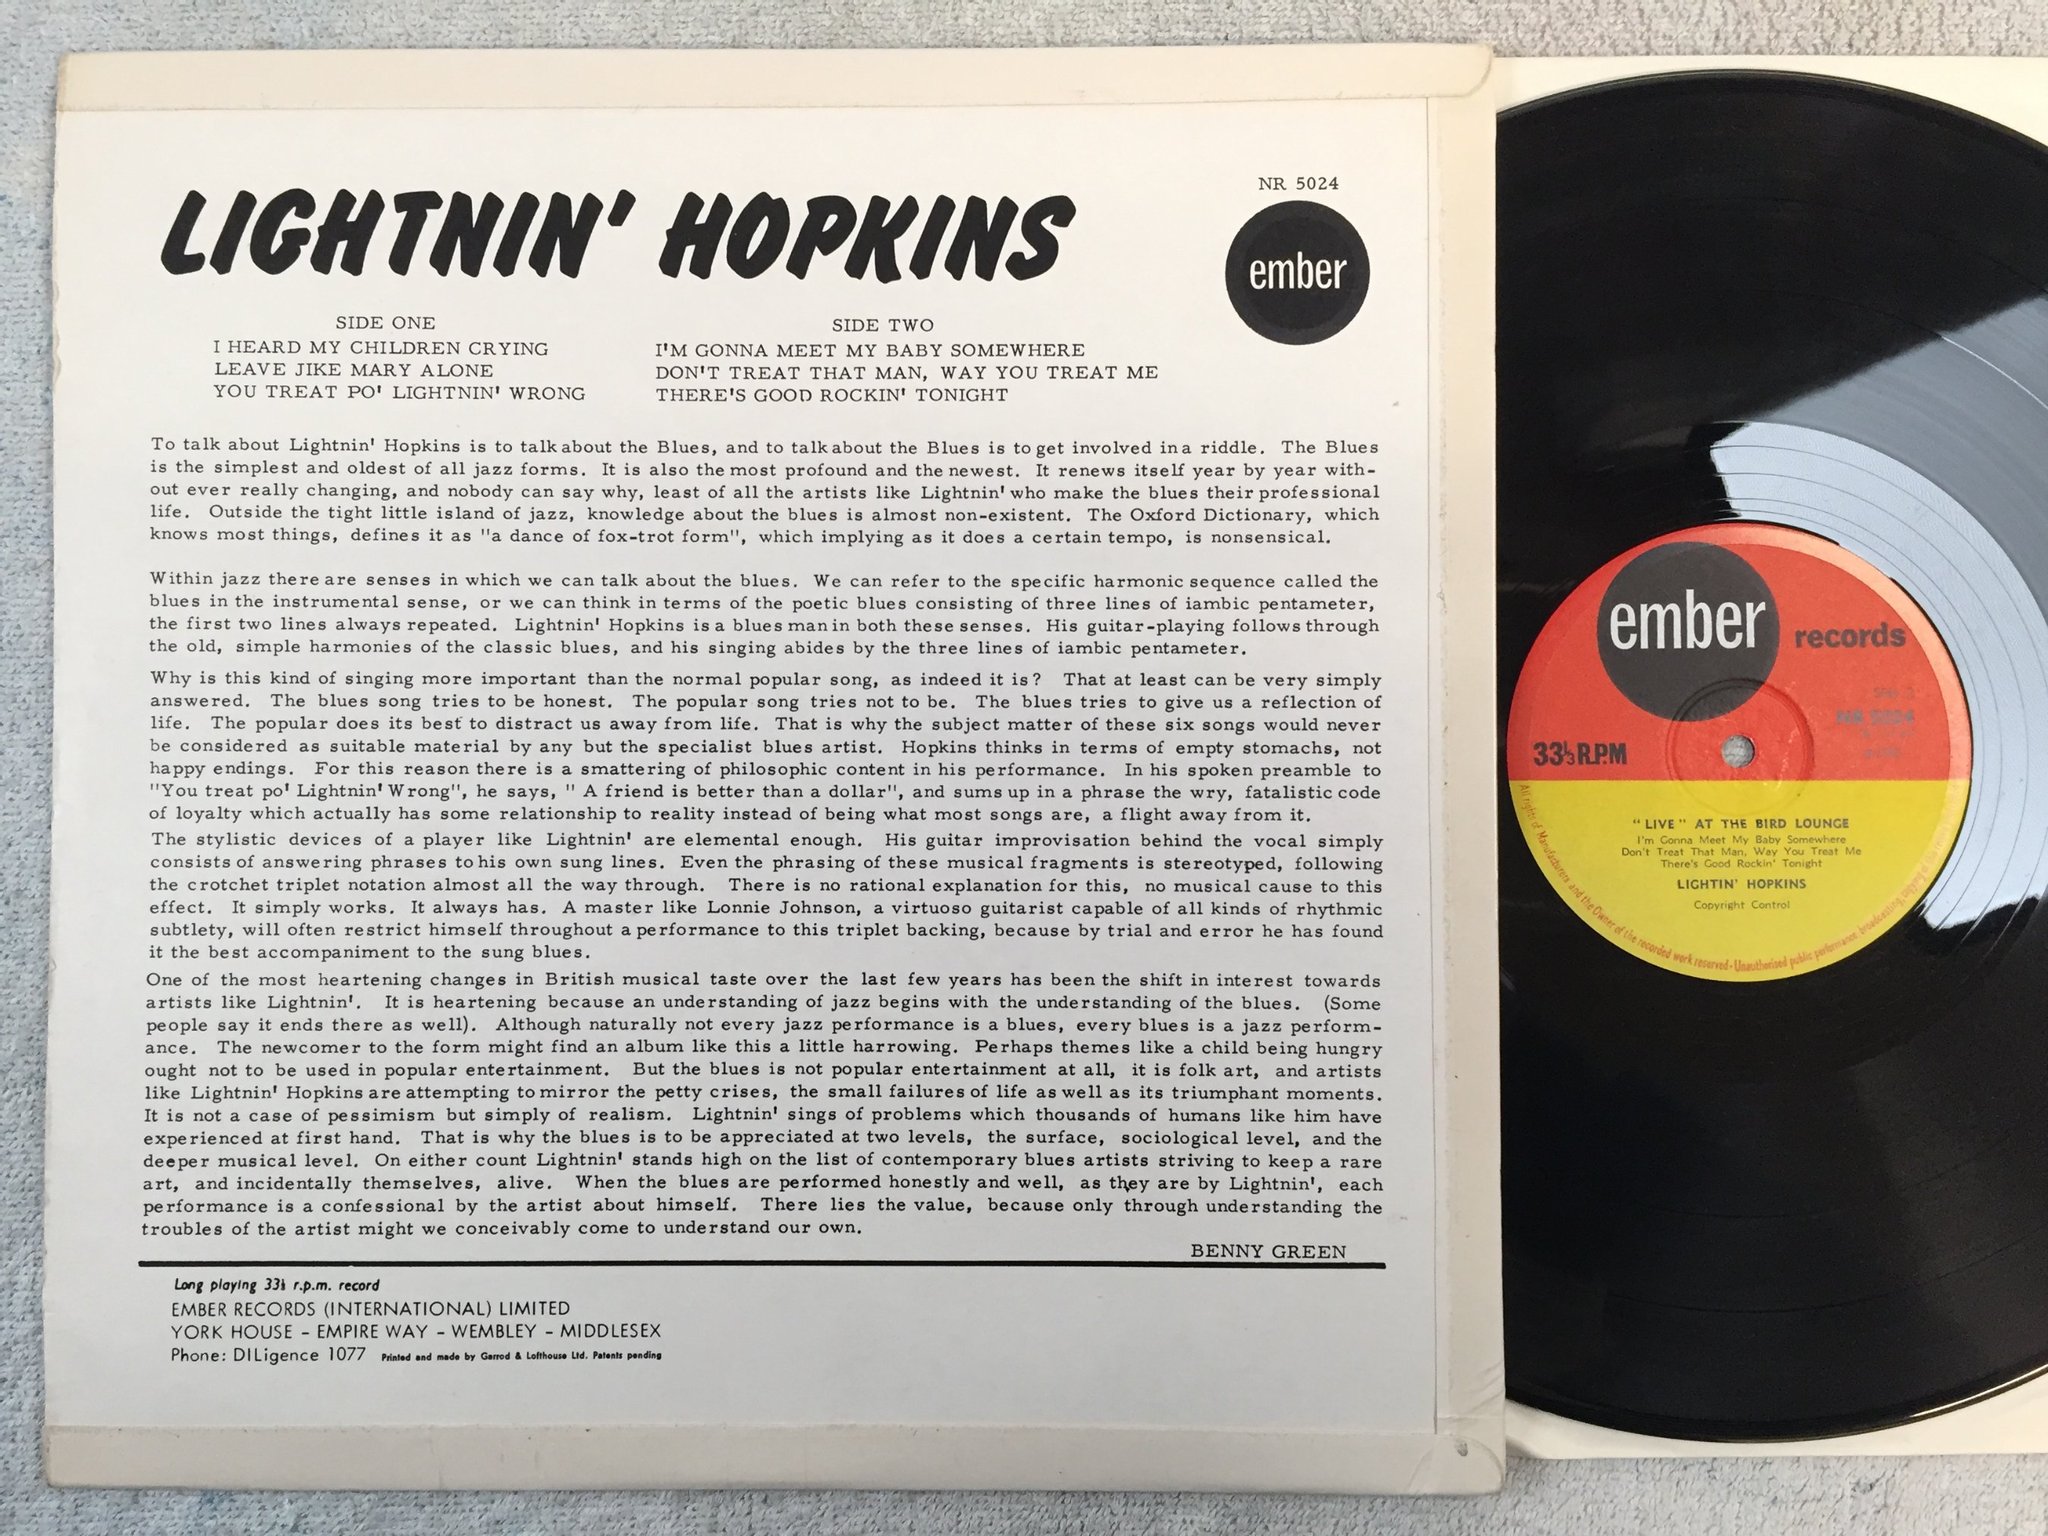 LIGHTNIN' HOPKINS
NR 5024
ember
SIDE ONE
I HEARD MY CHILDREN CRYING
LEAVE JIKE MARY ALONE
YOU TREAT PO' LIGHTNIN' WRONG
SIDE TWO
I'M GONNA MEET MY BABY SOMEWHERE
DON'T TREAT THAT MAN, WAY YOU TREAT ME
THERE'S GOOD ROCKIN' TONIGHT
To talk about Lightnin' Hopkins is to talk about the Blues, and to talk about the Blues is to get involved in a riddle. The Blues
is the simplest and oldest of all jazz forms. It is also the most profound and the newest. It renews itself year by year with-
out ever really changing, and nobody can say why, least of all the artists like Lightnin' who make the blues their professional
life. Outside the tight little island of jazz, knowledge about the blues is almost non-existent. The Oxford Dictionary, which
knows most things, defines it as "a dance of fox-trot form", which implying as it does a certain tempo, is nonsensical.
Within jazz there are senses in which we can talk about the blues. We can refer to the specific harmonic sequence called the
blues in the instrumental sense, or we can think in terms of the poetic blues consisting of three lines of iambic pentameter,
the first two lines always repeated. Lightnin' Hopkins is a blues man in both these senses. His guitar-playing follows through
the old, simple harmonies of the classic blues, and his singing abides by the three lines of iambic pentameter.
Why is this kind of singing more important than the normal popular song, as indeed it is? That at least can be very simply
answered. The blues song tries to be honest. The popular song tries not to be. The blues tries to give us a reflection of
life. The popular does its best to distract us away from life. That is why the subject matter of these six songs would never
be considered as suitable material by any but the specialist blues artist. Hopkins thinks in terms of empty stomachs, not
happy endings. For this reason there is a smattering of philosophic content in his performance. In his spoken preamble to
"You treat po' Lightnin' Wrong", he says, " A friend is better than a dollar", and sums up in a phrase the wry, fatalistic code
of loyalty which actually has some relationship to reality instead of being what most songs are, a flight away from it.
The stylistic devices of a player like Lightnin' are elemental enough. His guitar improvisation behind the vocal simply
consists of answering phrases to his own sung lines. Even the phrasing of these musical fragments is stereotyped, following
the crotchet triplet notation almost all the way through. There is no rational explanation for this, no musical cause to this
effect. It simply works. It always has. A master like Lonnie Johnson, a virtuoso guitarist capable of all kinds of rhythmic
subtlety, will often restrict himself throughout a performance to this triplet backing, because by trial and error he has found
it the best accompaniment to the sung blues.
One of the most heartening changes in British musical taste over the last few years has been the shift in interest towards
artists like Lightnin'. It is heartening because an understanding of jazz begins with the understanding of the blues. (Some
people say it ends there as well). Although naturally not every jazz performance is a blues, every blues is a jazz perform-
ance. The newcomer to the form might find an album like this a little harrowing. Perhaps themes like a child being hungry
ought not to be used in popular entertainment. But the blues is not popular entertainment at all, it is folk art, and artists
like Lightnin' Hopkins are attempting to mirror the petty crises, the small failures of life as well as its triumphant moments.
It is not a case of pessimism but simply of realism. Lightnin' sings of problems which thousands of humans like him have
experienced at first hand. That is why the blues is to be appreciated at two levels, the surface, sociological level, and the
deeper musical level. On either count Lightnin' stands high on the list of contemporary blues artists striving to keep a rare
art, and incidentally themselves, alive. When the blues are performed honestly and well, as they are by Lightnin', each
performance is a confessional by the artist about himself. There lies the value, because only through understanding the
troubles of the artist might we conceivably come to understand our own.
BENNY GREEN
Long playing 33⅓ r.p.m. record
EMBER RECORDS (INTERNATIONAL) LIMITED
YORK HOUSE - EMPIRE WAY - WEMBLEY - MIDDLESEX
Phone: DILigence 1077 Printed and made by Garrod & Lofthouse Ltd. Patents pending
ember records
NR 5024
33⅓ R.P.M
"LIVE" AT THE BIRD LOUNGE
I'm Gonna Meet My Baby Somewhere
Don't Treat That Man, Way You Treat Me
There's Good Rockin' Tonight
LIGHTIN' HOPKINS
Copyright Control
All rights of Manufacturers and the Owner of the recorded work reserved - Unauthorised public performance, broadcasting,